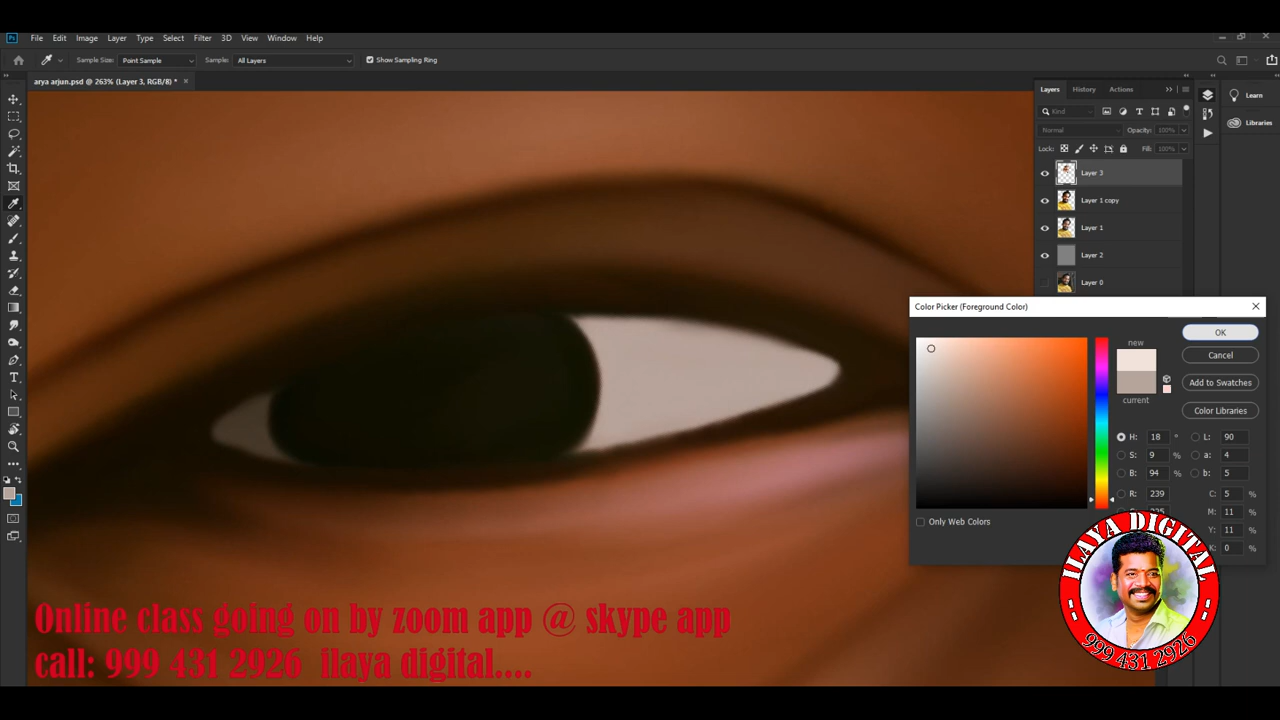 Ps File Edit Image Layer Type Select Filter 3D View Window Help
Sample Size: Point Sample Sample: All Layers Show Sampling Ring
arya arjun.psd @ 263% (Layer 3, RGB/8) * ×
Layers History Actions
Learn
Kind
Libraries
Normal Opacity: 100%
Lock: Fill: 100%
Layer 3
Layer 1 copy
Layer 1
Layer 2
Layer 0
Color Picker (Foreground Color)
new
OK
Cancel
Add to Swatches
current
Color Libraries
H: 18 ° L: 90
S: 9 % a: 4
B: 94 % b: 5
R: 239 C: 5 %
M: 11 %
Y: 11 %
K: 0 %
Only Web Colors
ILAYA DIGITAL
999 431 2926
Online class going on by zoom app @ skype app
call: 999 431 2926 ilaya digital....